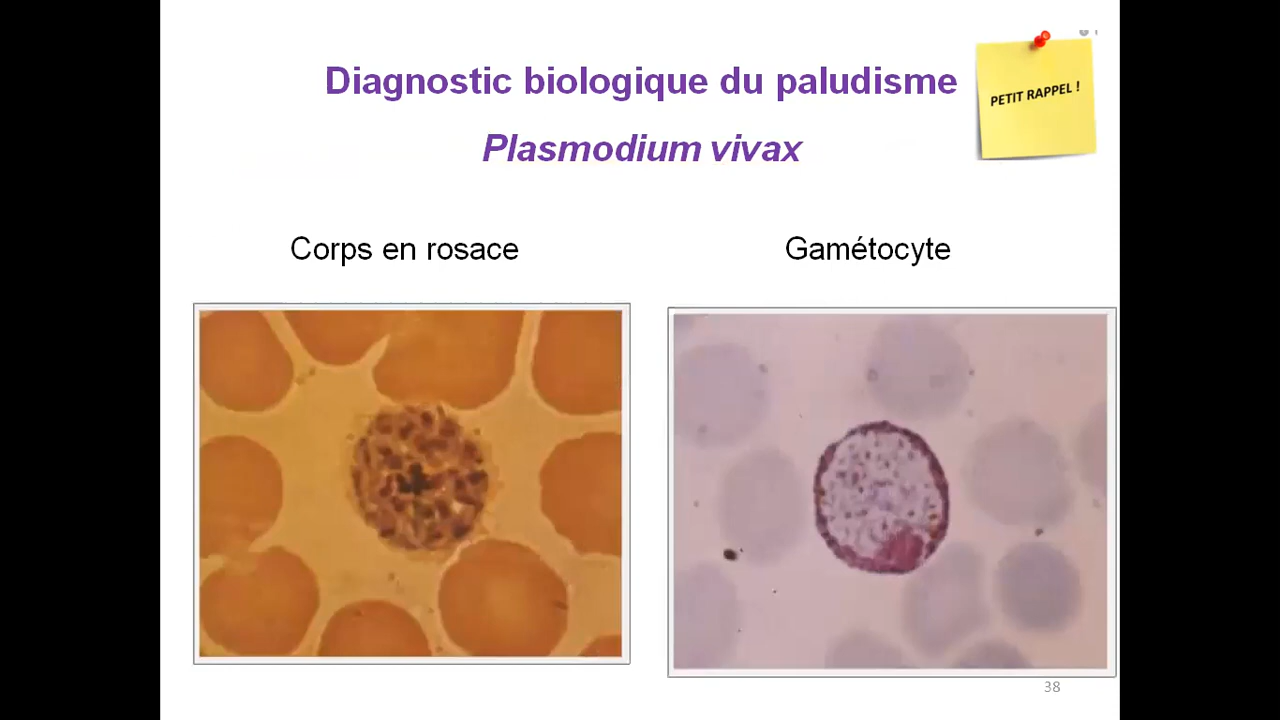 Diagnostic biologique du paludisme
PETIT RAPPEL !
Plasmodium vivax
Corps en rosace
Gamétocyte
38